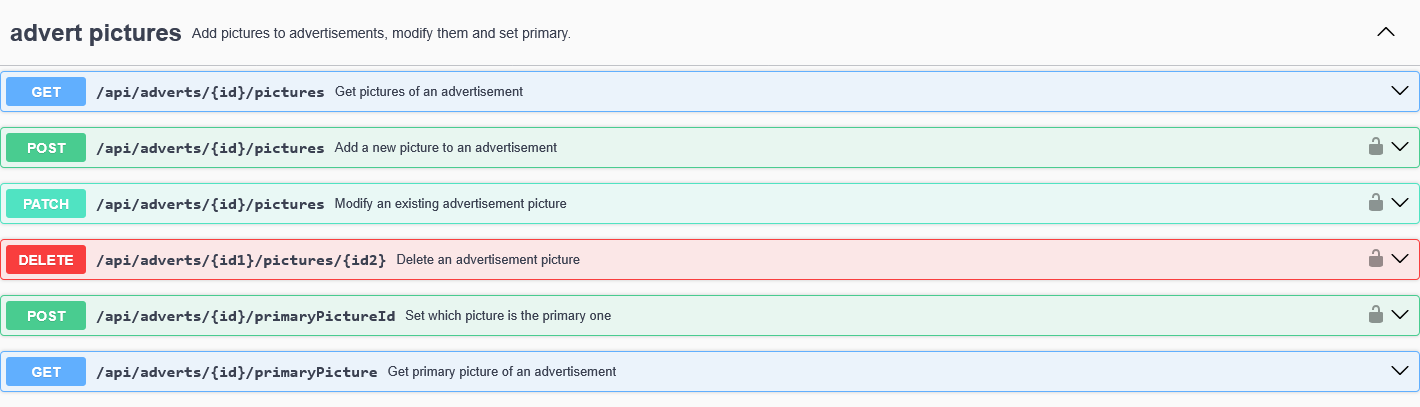 advert pictures Add pictures to advertisements, modify them and set primary.
GET /api/adverts/{id}/pictures Get pictures of an advertisement
POST /api/adverts/{id}/pictures Add a new picture to an advertisement
PATCH /api/adverts/{id}/pictures Modify an existing advertisement picture
DELETE /api/adverts/{id1}/pictures/{id2} Delete an advertisement picture
POST /api/adverts/{id}/primaryPictureId Set which picture is the primary one
GET /api/adverts/{id}/primaryPicture Get primary picture of an advertisement